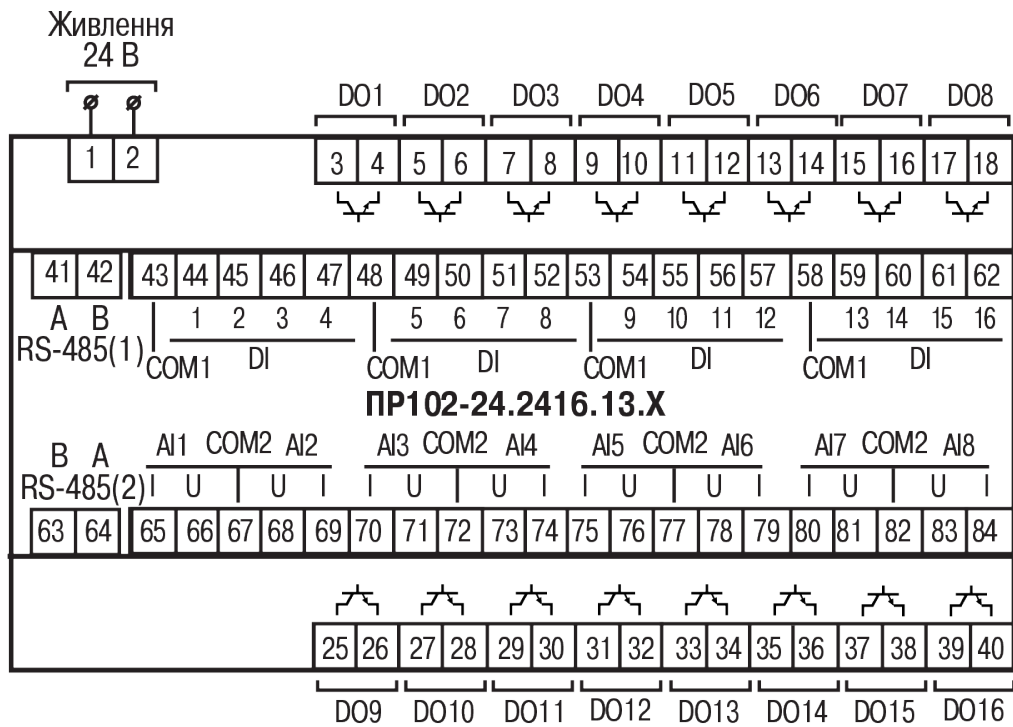 Живлення
24 В
DO1 DO2 DO3 DO4 DO5 DO6 DO7 DO8
1 2 3 4 5 6 7 8 9 10 11 12 13 14 15 16 17 18
41 42 43 44 45 46 47 48 49 50 51 52 53 54 55 56 57 58 59 60 61 62
A B 1 2 3 4 5 6 7 8 9 10 11 12 13 14 15 16
RS-485(1) COM1 DI COM1 DI COM1 DI COM1 DI
ПР102-24.2416.13.X
B A AI1 COM2 AI2 AI3 COM2 AI4 AI5 COM2 AI6 AI7 COM2 AI8
RS-485(2) I U U I I U U I I U U I I U U I
63 64 65 66 67 68 69 70 71 72 73 74 75 76 77 78 79 80 81 82 83 84
25 26 27 28 29 30 31 32 33 34 35 36 37 38 39 40
DO9 DO10 DO11 DO12 DO13 DO14 DO15 DO16